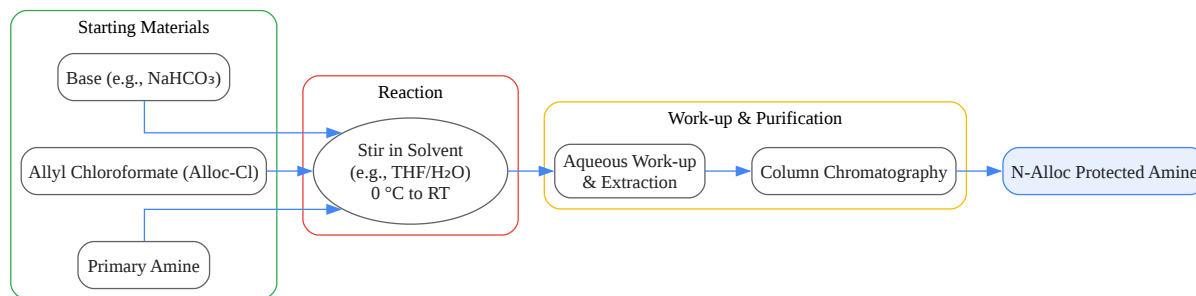 Starting Materials
Base (e.g., NaHCO₃)
Allyl Chloroformate (Alloc-Cl)
Primary Amine
Reaction
Stir in Solvent
(e.g., THF/H₂O)
0 °C to RT
Work-up & Purification
Aqueous Work-up
& Extraction
Column Chromatography
N-Alloc Protected Amine